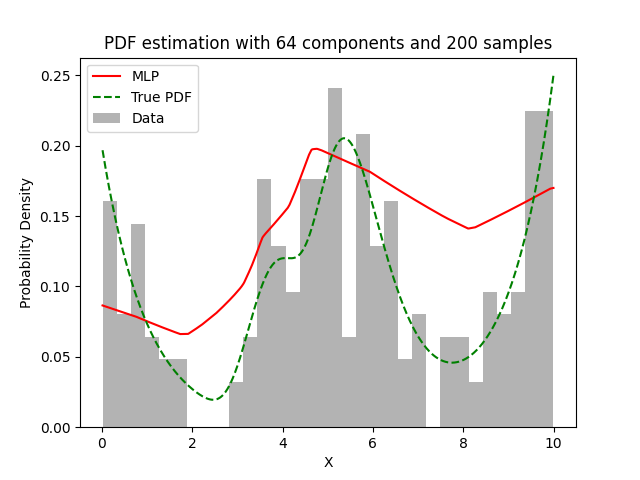 PDF estimation with 64 components and 200 samples
MLP
True PDF
Data
Probability Density
0.25
0.20
0.15
0.10
0.05
0.00
0
2
4
6
8
10
X